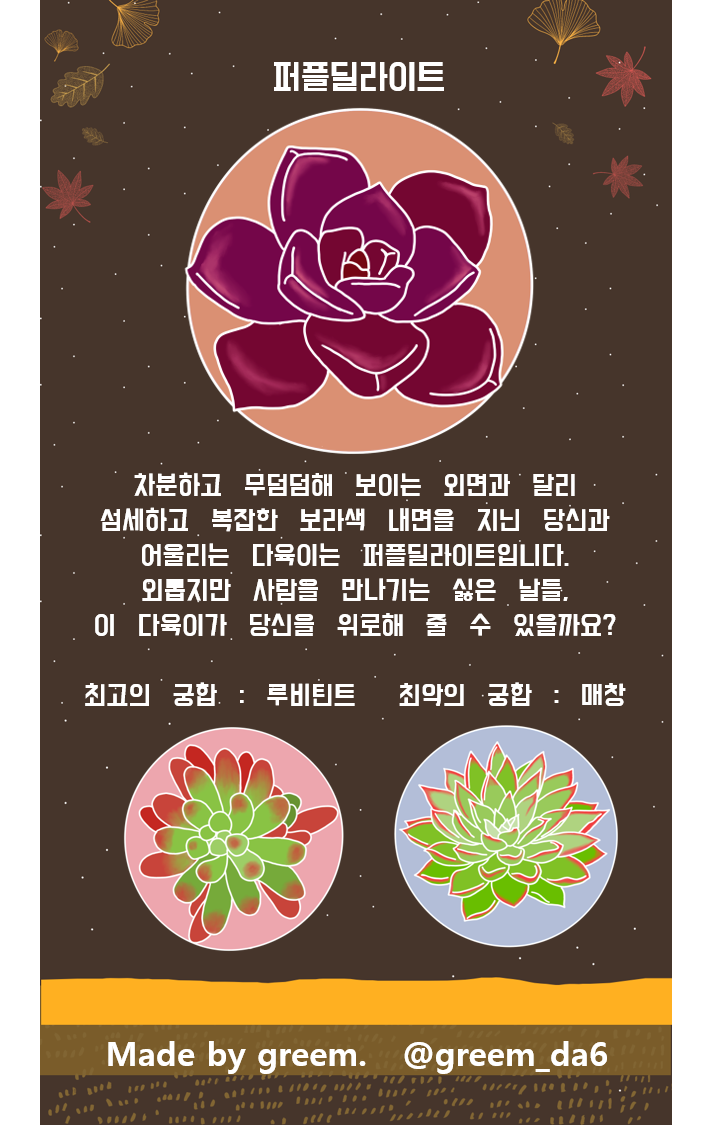 퍼플딜라이트
차분하고 무덤덤해 보이는 외면과 달리
섬세하고 복잡한 보라색 내면을 지닌 당신과
어울리는 다육이는 퍼플딜라이트입니다.
외롭지만 사람을 만나기는 싫은 날들,
이 다육이가 당신을 위로해 줄 수 있을까요?
최고의 궁합 : 루비틴트 최악의 궁합 : 매창
Made by greem. @greem_da6